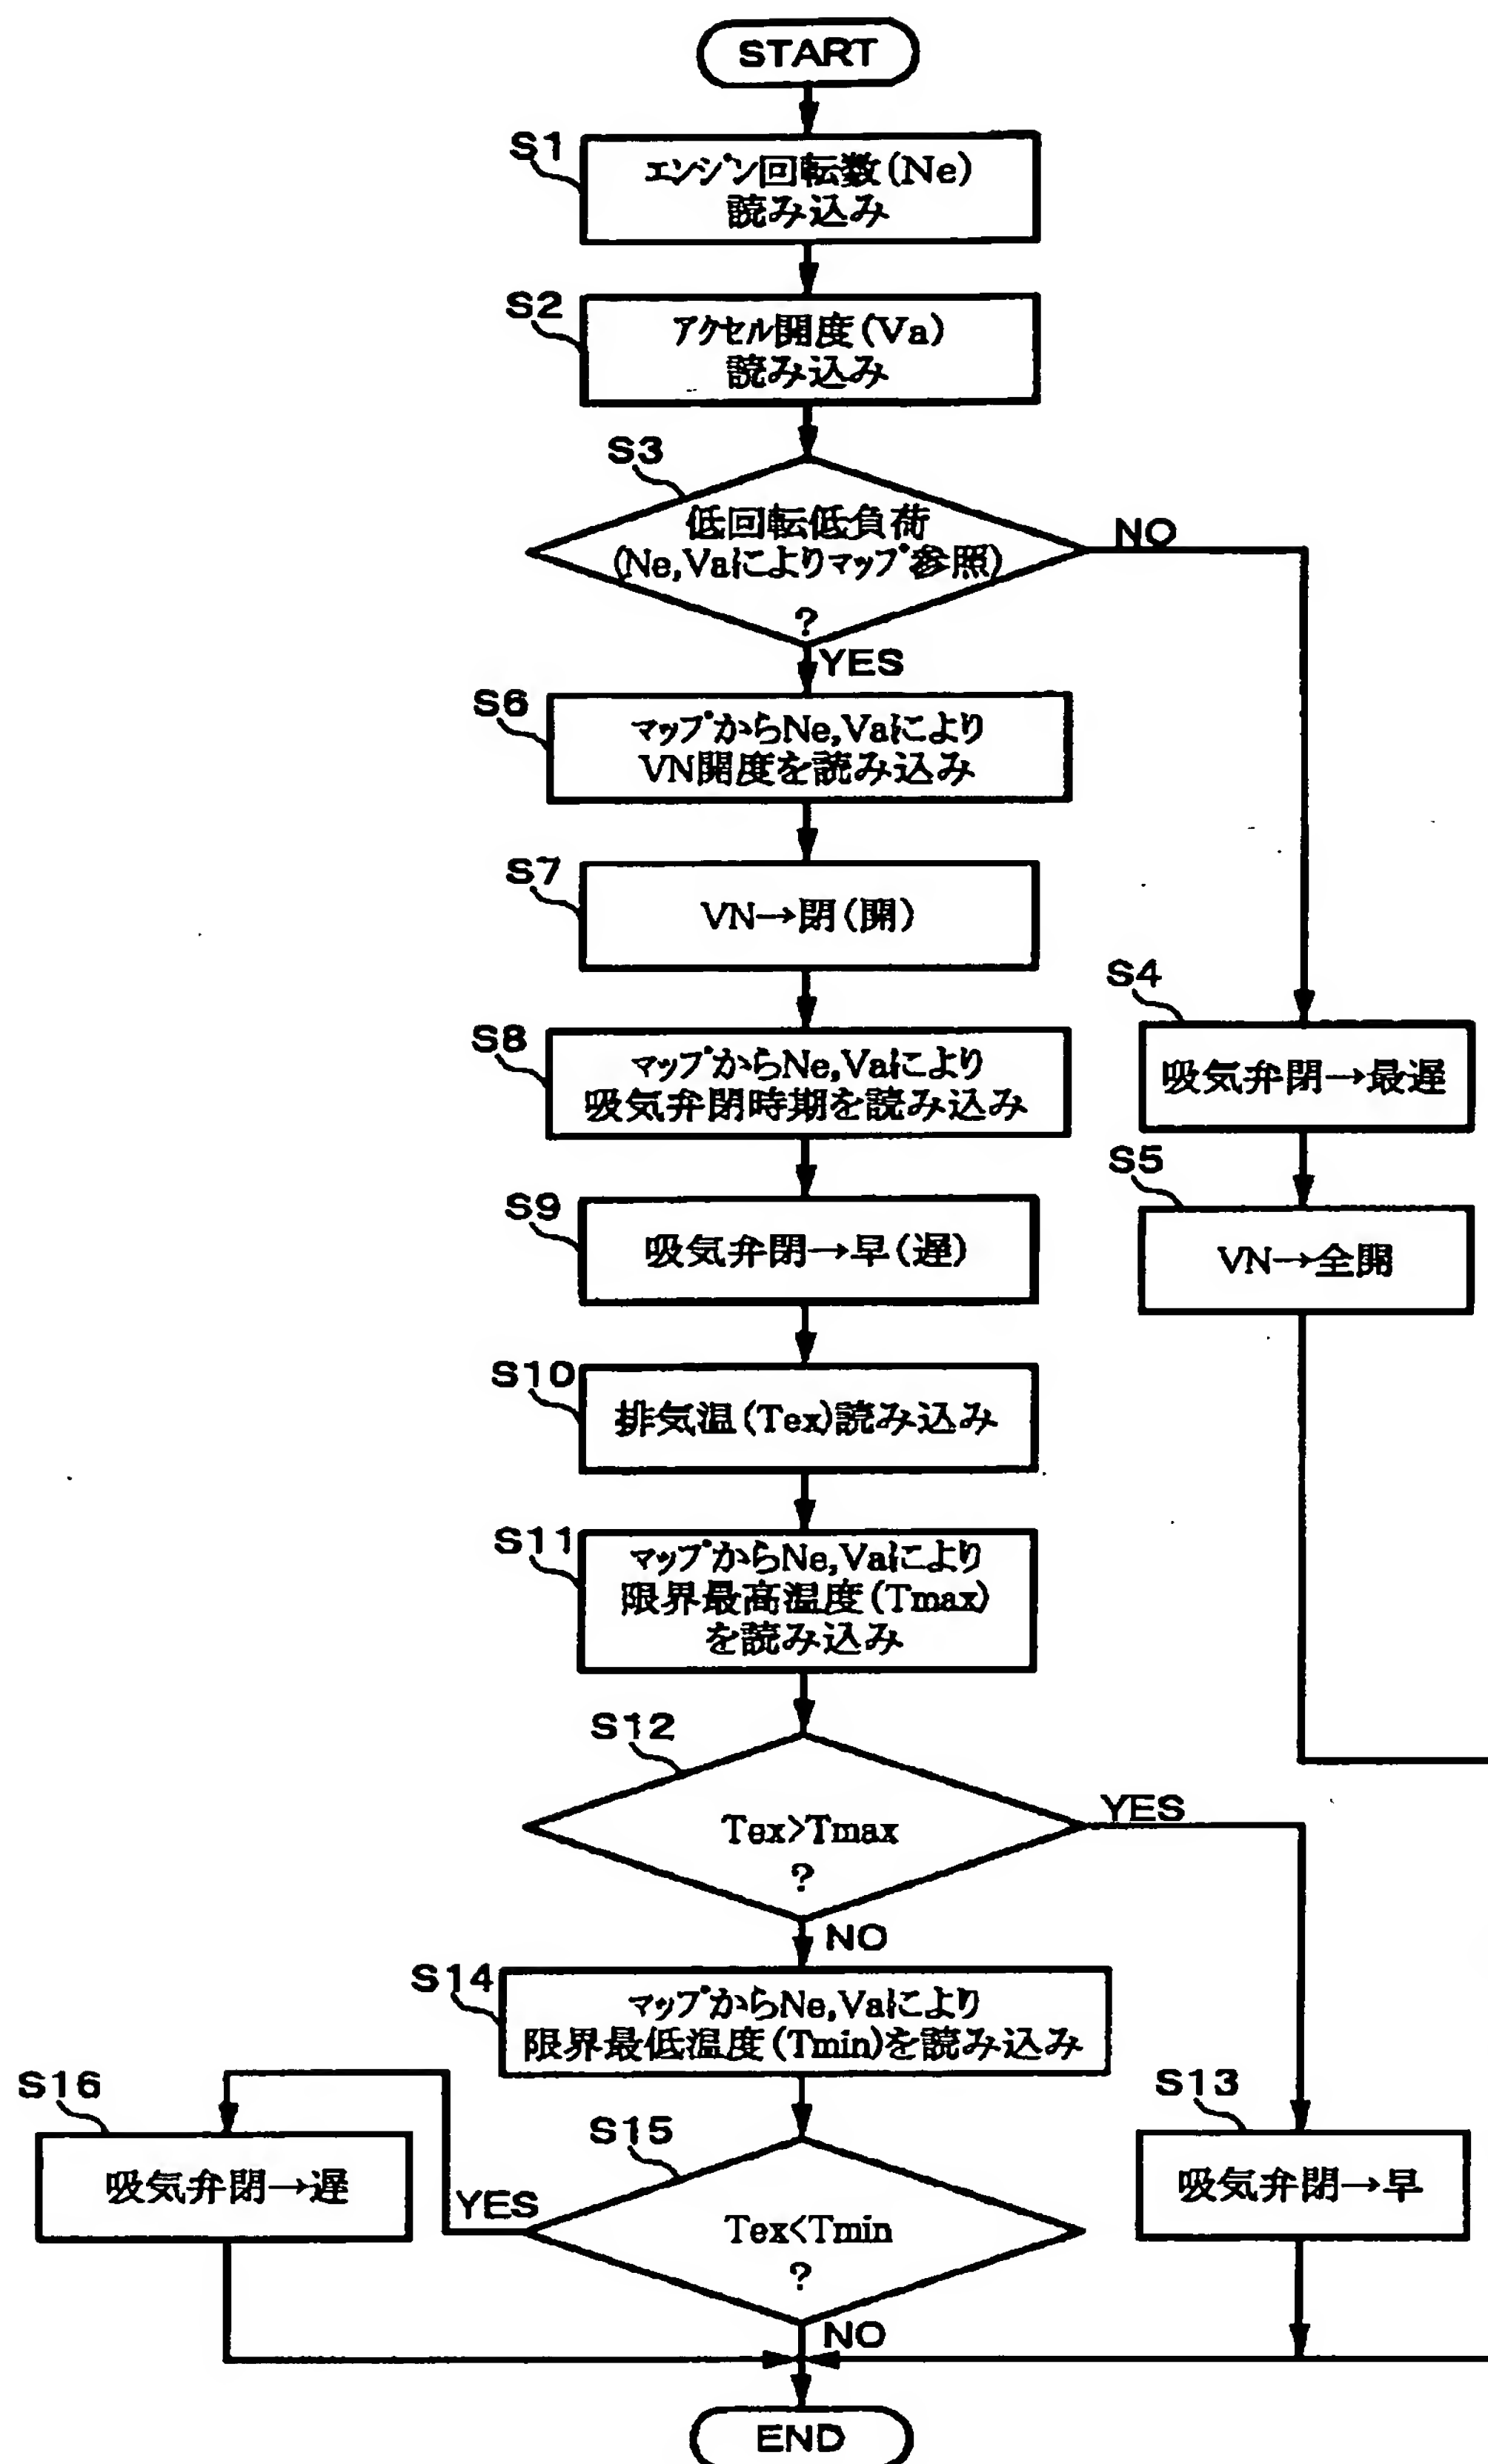 START
S1
エンジン回転数(Ne)
読み込み
S2
アクセル開度(Va)
読み込み
S3
低回転低負荷
(Ne,Vaによりマップ参照)
?
NO
YES
S6
マップからNe,Vaにより
VN開度を読み込み
S7
VN→閉(開)
S4
吸気弁閉→最遅
S8
マップからNe,Vaにより
吸気弁閉時期を読み込み
S5
VN→全開
S9
吸気弁閉→早(遅)
S10
排気温(Tex)読み込み
S11
マップからNe,Vaにより
限界最高温度(Tmax)
を読み込み
S12
Tex>Tmax
?
YES
NO
S14
マップからNe,Vaにより
限界最低温度(Tmin)を読み込み
S16
吸気弁閉→遅
S13
吸気弁閉→早
S15
YES
Tex<Tmin
?
NO
END